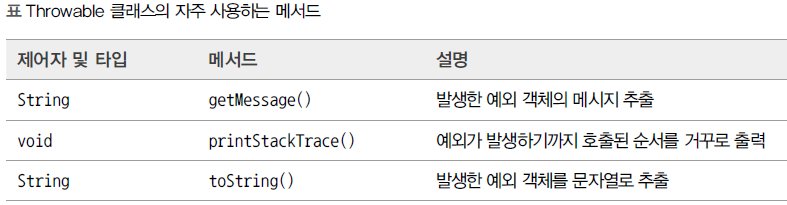 표 Throwable 클래스의 자주 사용하는 메서드
제어자 및 타입 메서드 설명
String getMessage() 발생한 예외 객체의 메시지 추출
void printStackTrace() 예외가 발생하기까지 호출된 순서를 거꾸로 출력
String toString() 발생한 예외 객체를 문자열로 추출